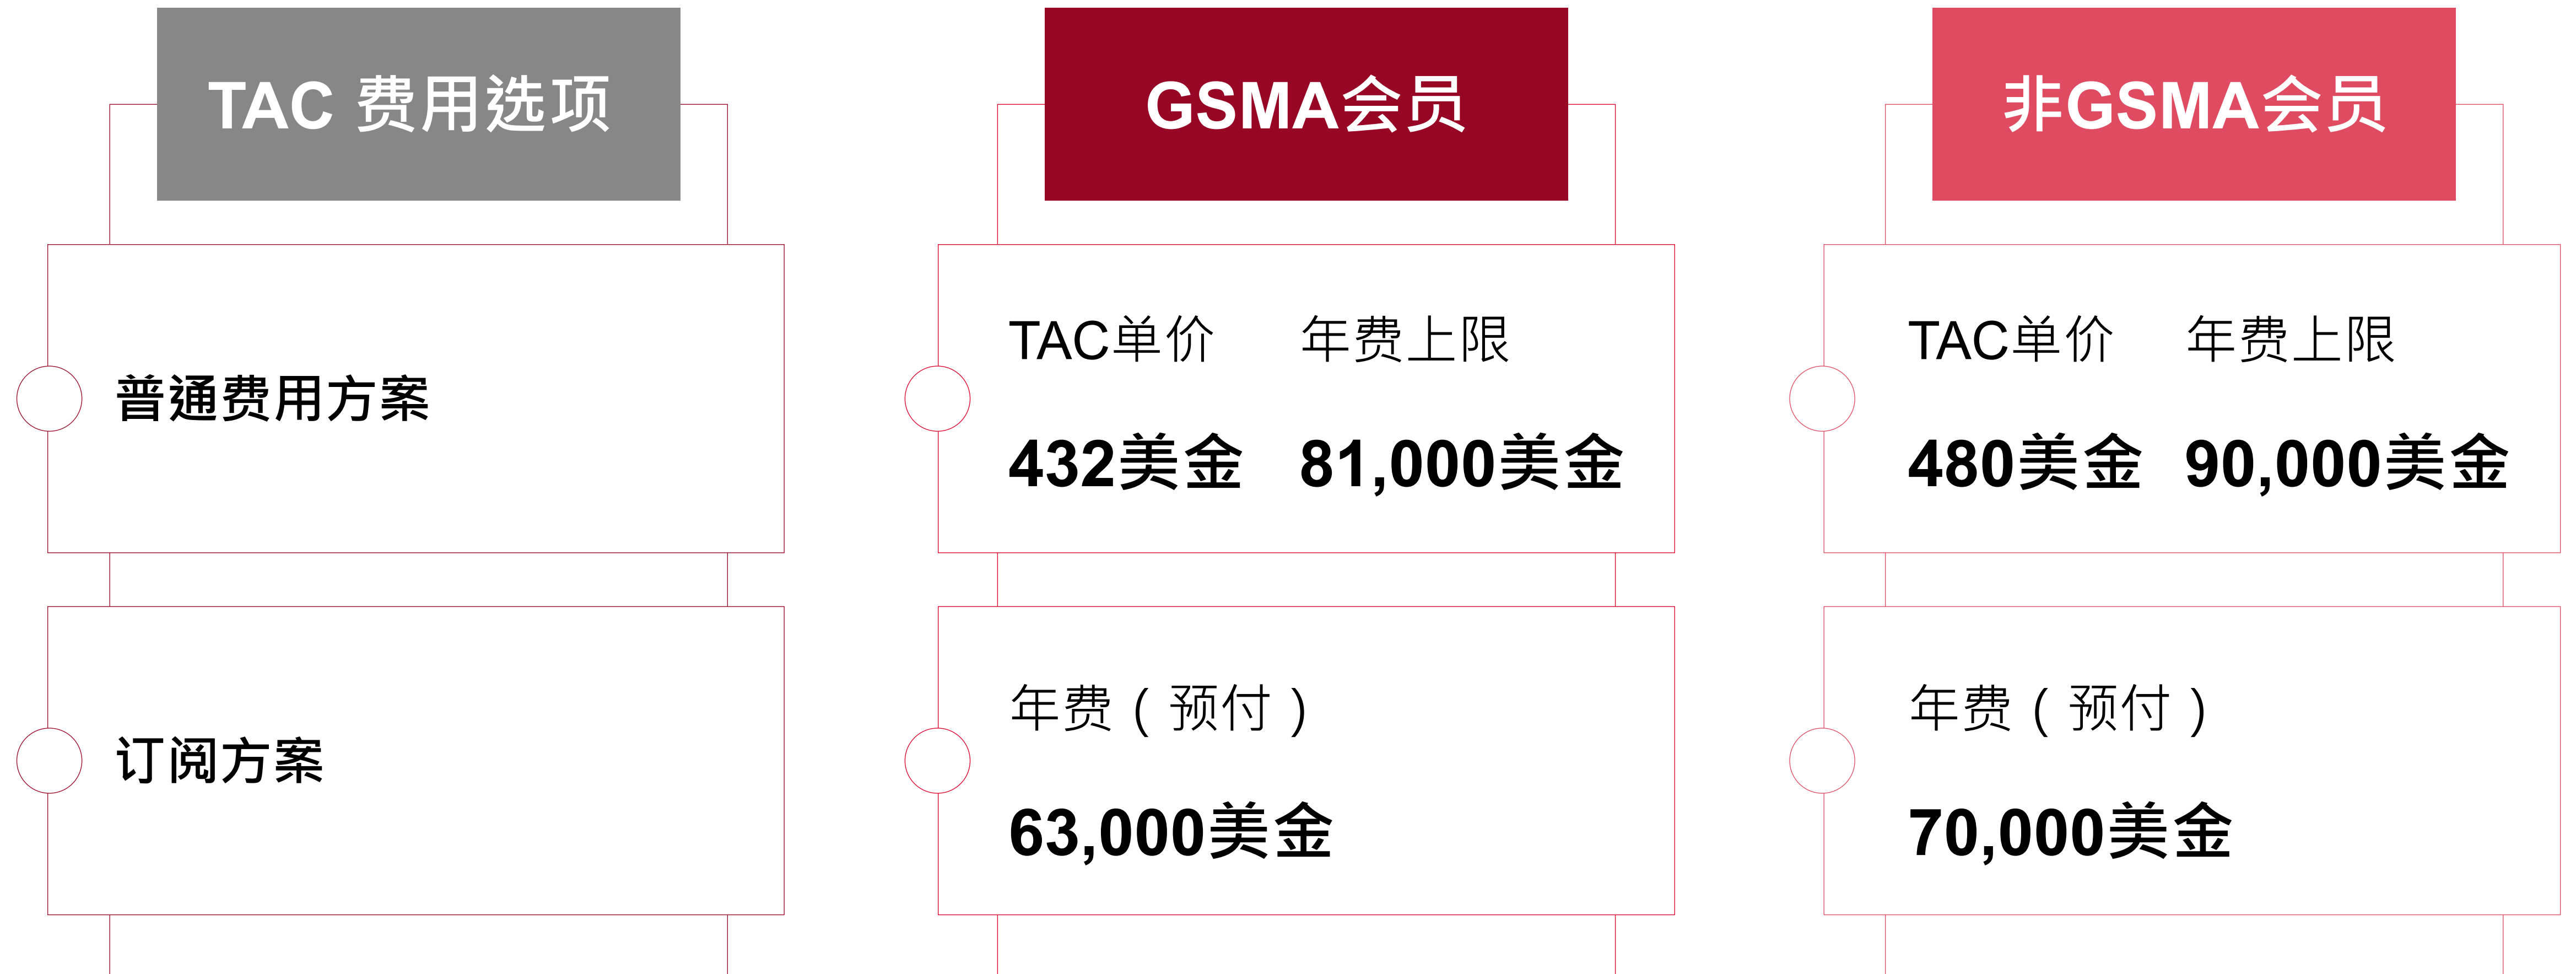 TAC 费用选项
GSMA会员
非GSMA会员
普通费用方案
TAC单价 年费上限
432美金 81,000美金
TAC单价 年费上限
480美金 90,000美金
订阅方案
年费（预付）
63,000美金
年费（预付）
70,000美金